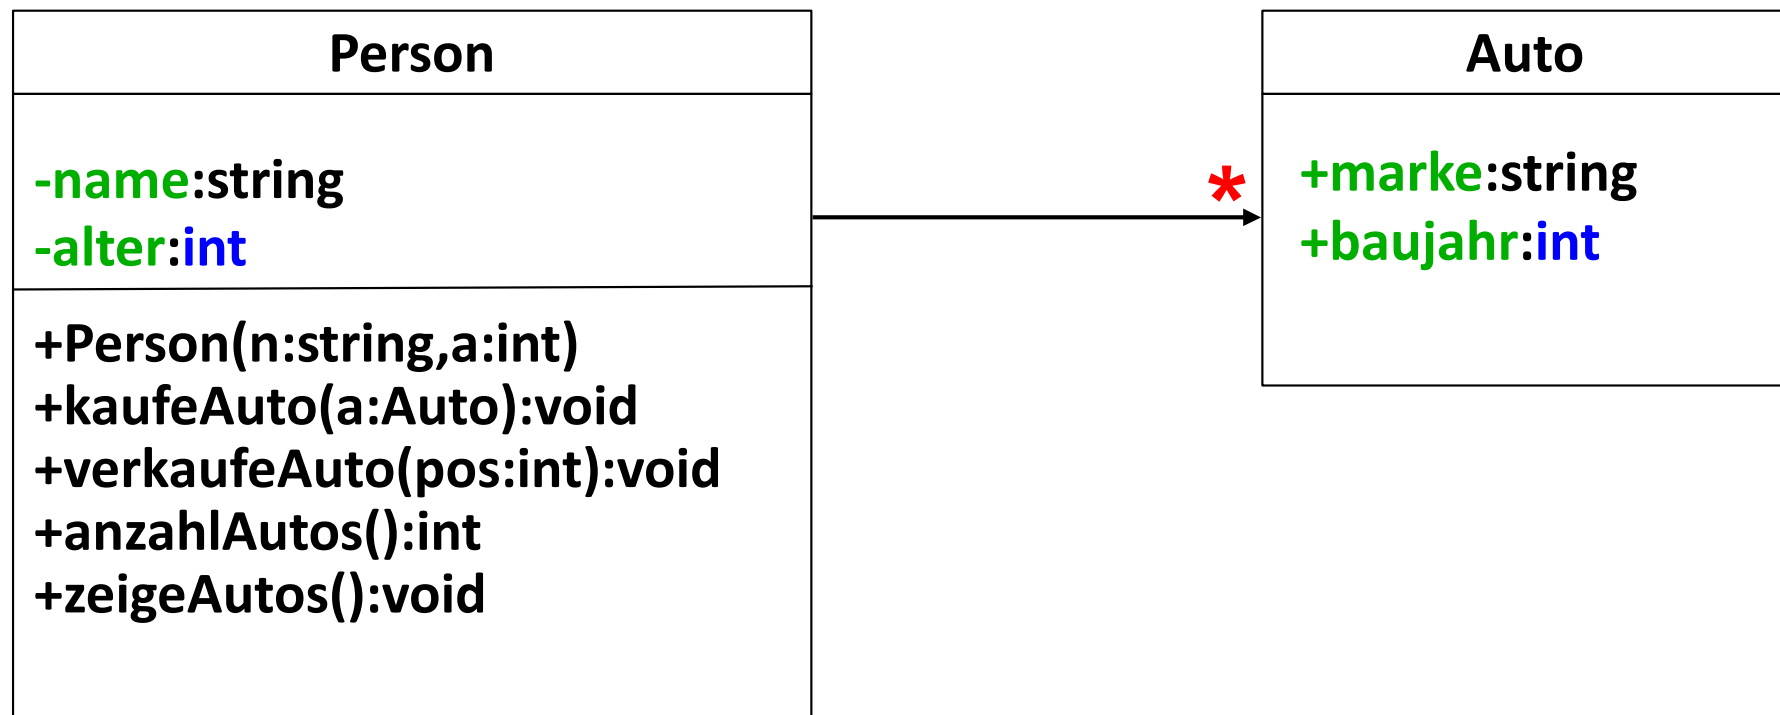 Person
-name:string
-alter:int
+Person(n:string,a:int)
+kaufeAuto(a:Auto):void
+verkaufeAuto(pos:int):void
+anzahlAutos():int
+zeigeAutos():void
*
Auto
+marke:string
+baujahr:int